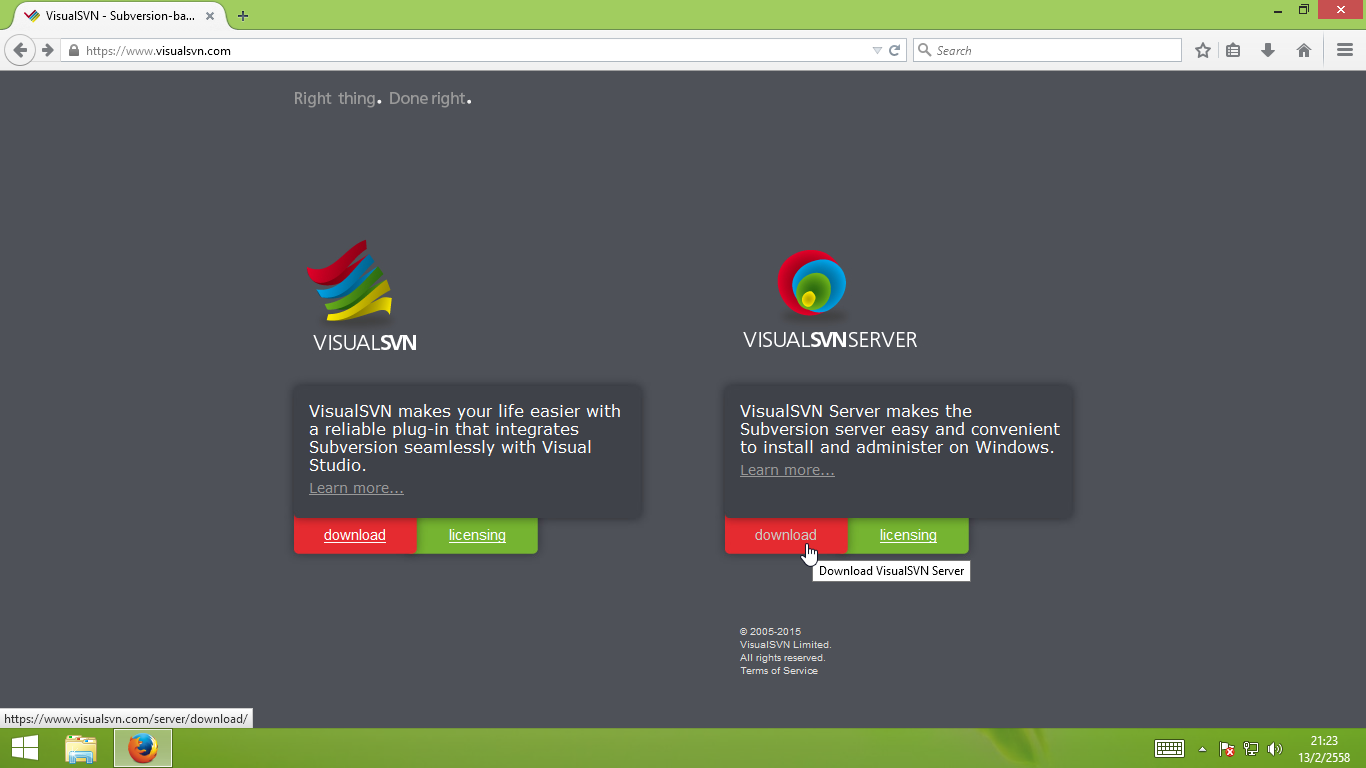 VisualSVN - Subversion-ba...
https://www.visualsvn.com
Search
Right thing. Done right.
VISUALSVN
VISUALSVNSERVER
VisualSVN makes your life easier with
a reliable plug-in that integrates
Subversion seamlessly with Visual
Studio.
Learn more...
download
licensing
VisualSVN Server makes the
Subversion server easy and convenient
to install and administer on Windows.
Learn more...
download
licensing
Download VisualSVN Server
© 2005-2015
VisualSVN Limited.
All rights reserved.
Terms of Service
https://www.visualsvn.com/server/download/
21:23
13/2/2558